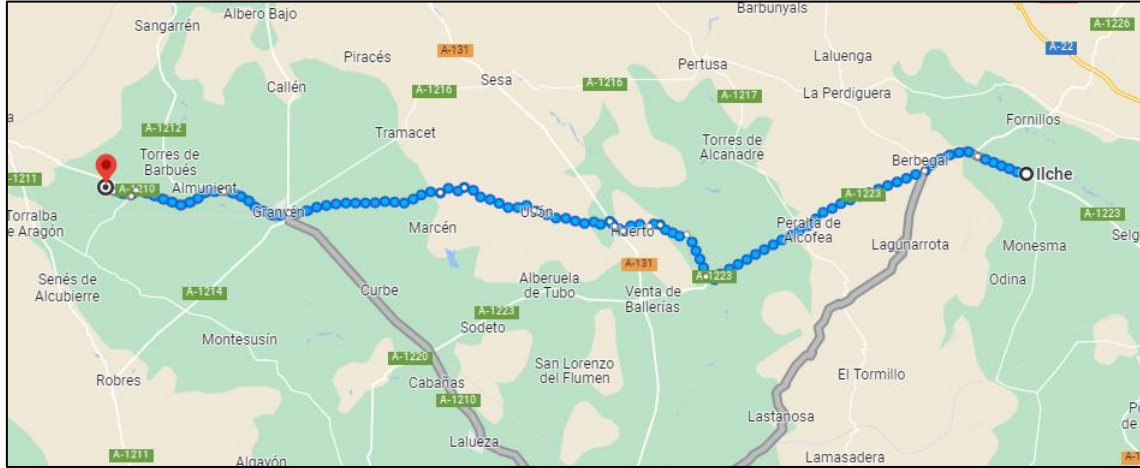 Barbunyals
Albero Bajo
Sangarrén
A-1226
A-131
A-22
Piracés
Laluenga
Pertusa
Sesa
Callén
A-1216
A-1216
A-1217
La Perdiguera
Fornillos
A-1212
Tramacet
Torres de
Alcanadre
Torres de
Barbués
Berbegal
Ilche
A-1211
A-1210
Almunient
A-1223
Grañén
Usón
A-1223
Torralba
de Aragón
Marcén
Huerto
Peralta de
Alcofea
Selg
Lagunarrota
Monesma
A-131
Senés de
Alcubierre
Alberuela
de Tubo
A-1223
Odina
A-1214
Curbe
Venta de
Ballerías
A-1223
Sodeto
Montesusín
A-1220
San Lorenzo
del Flumen
El Tormillo
Robres
Cabañas
A-1210
Lastanosa
Lalueza
A-1211
Algayón
Lamasadera